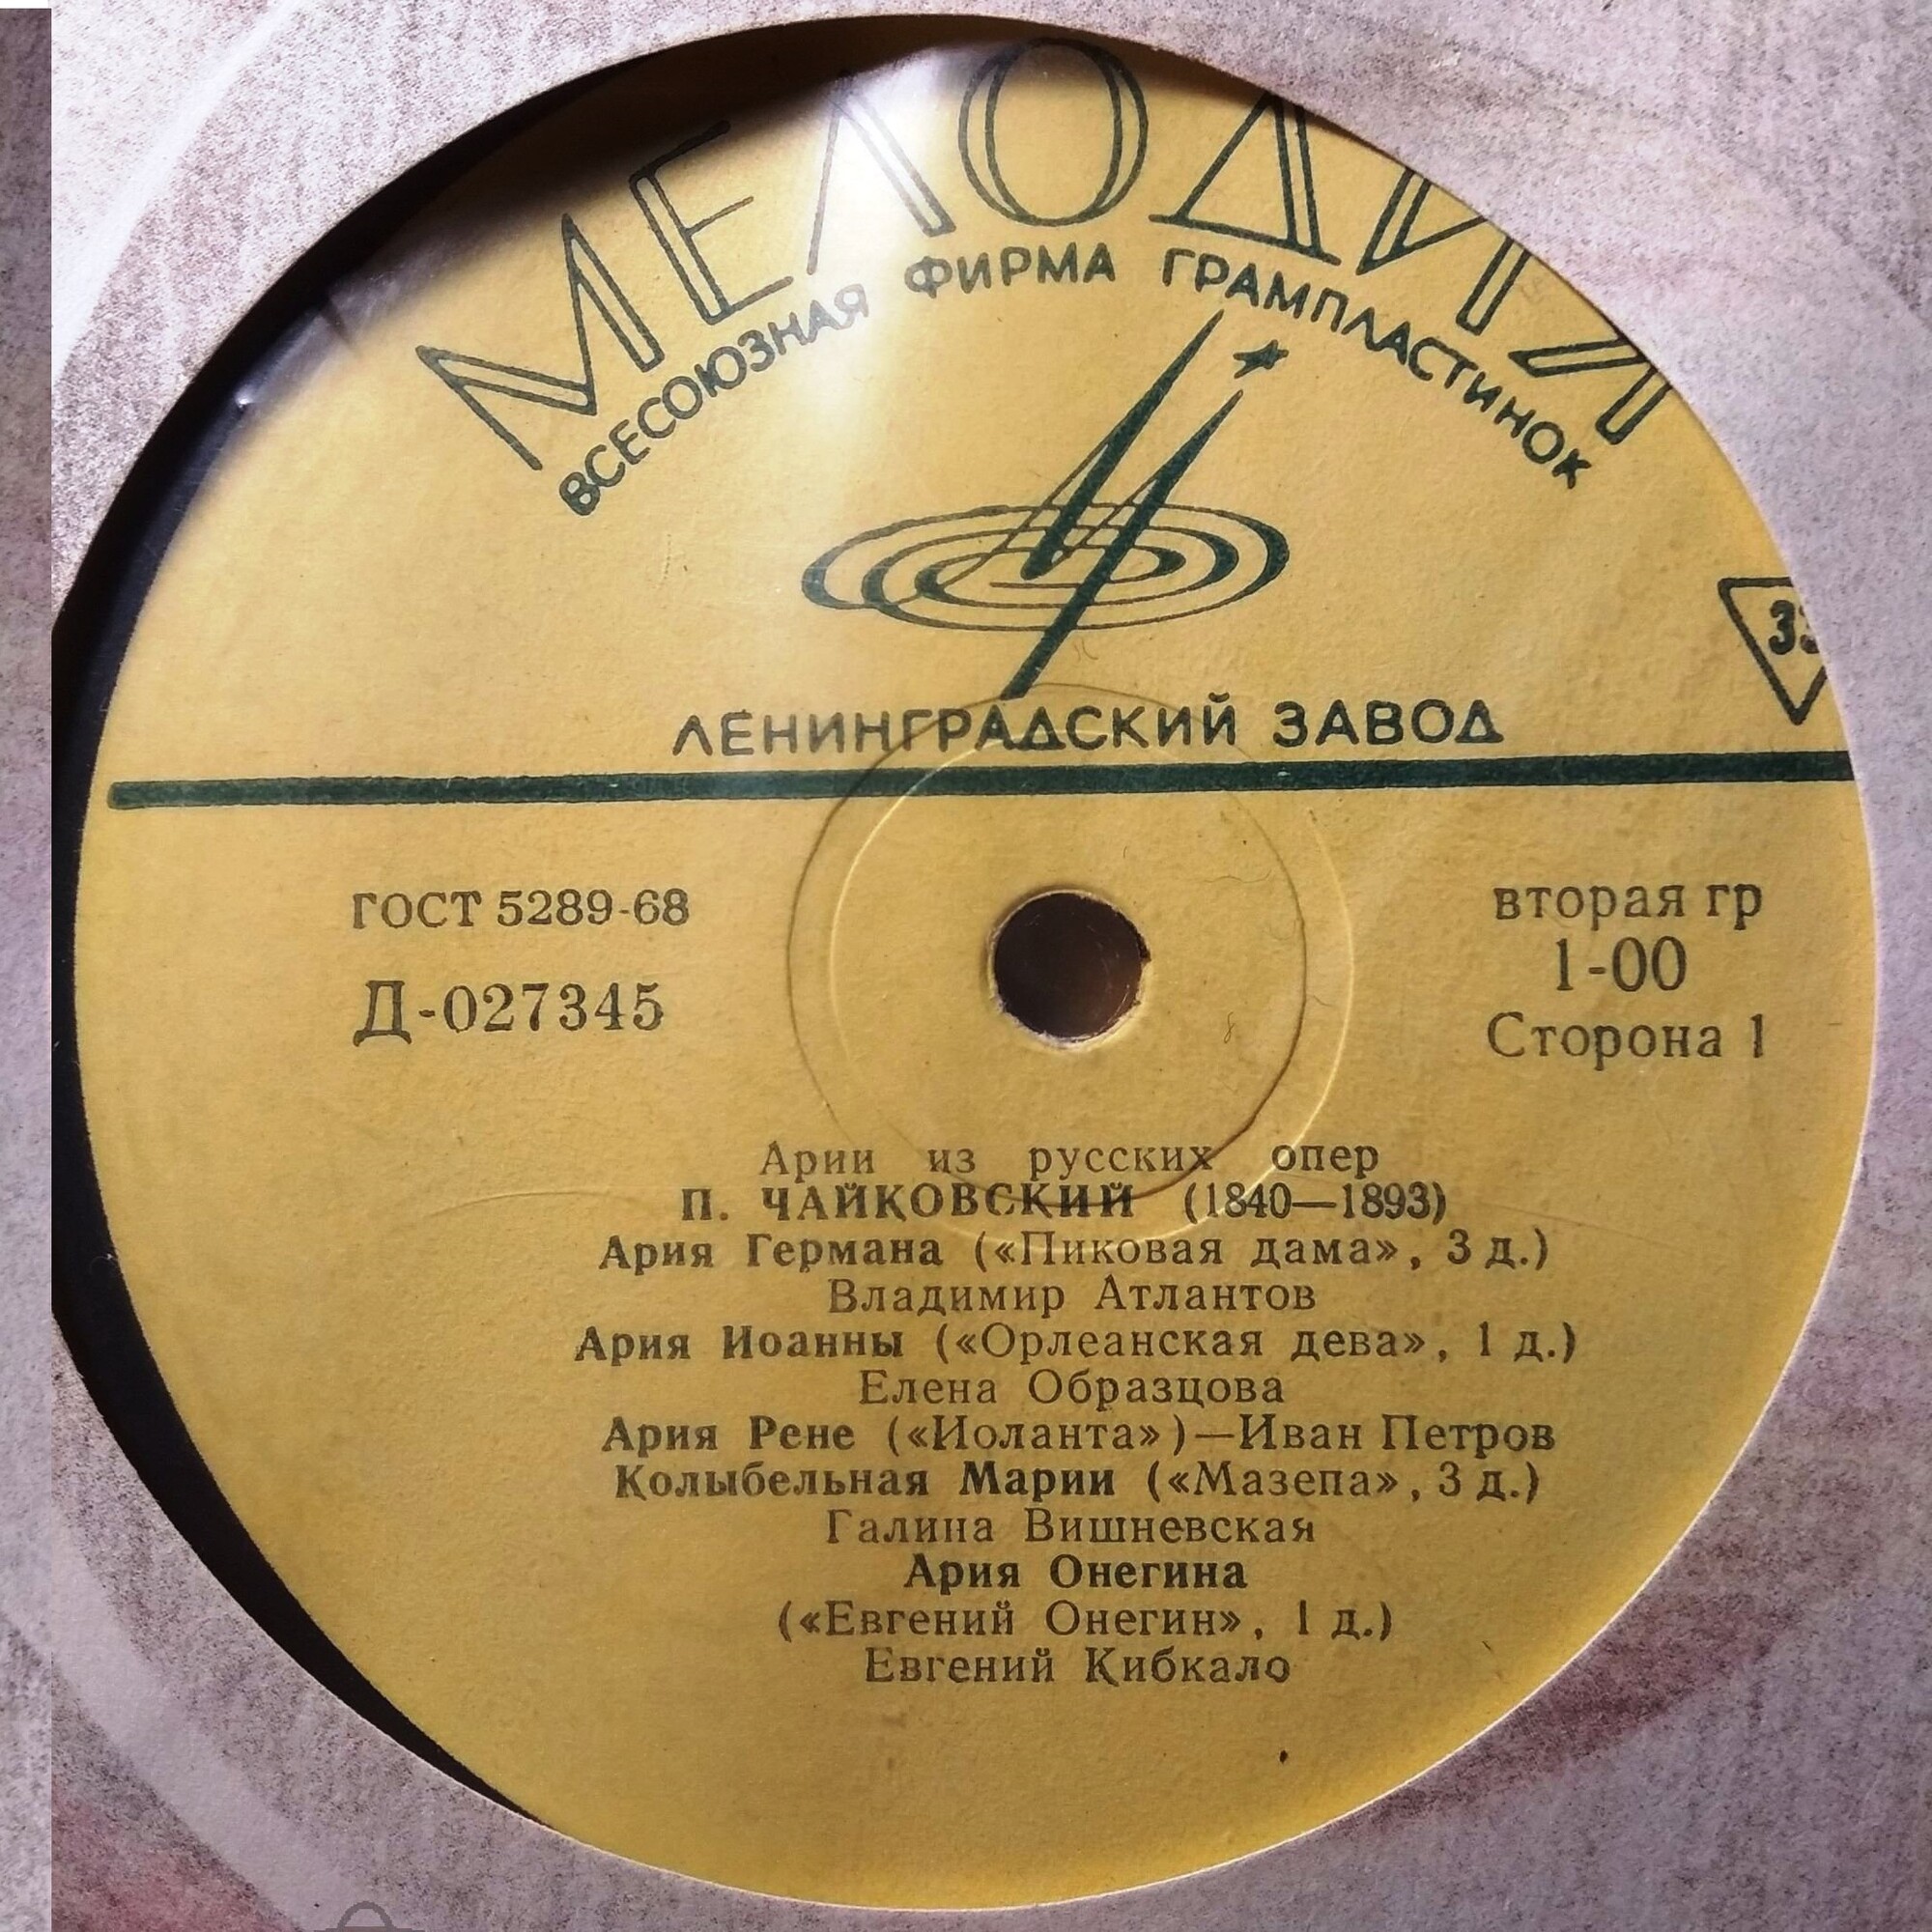 МЕЛОДИЯ
ВСЕСОЮЗНАЯ ФИРМА ГРАМПЛАСТИНОК
33
ЛЕНИНГРАДСКИЙ ЗАВОД
ГОСТ 5289-68
Д-027345
вторая гр
1-00
Сторона 1
Арии из русских опер
П. ЧАЙКОВСКИЙ (1840—1893)
Ария Германа («Пиковая дама», 3 д.)
Владимир Атлантов
Ария Иоанны («Орлеанская дева», 1 д.)
Елена Образцова
Ария Рене («Иоланта»)—Иван Петров
Колыбельная Марии («Мазепа», 3 д.)
Галина Вишневская
Ария Онегина
(«Евгений Онегин», 1 д.)
Евгений Кибкало